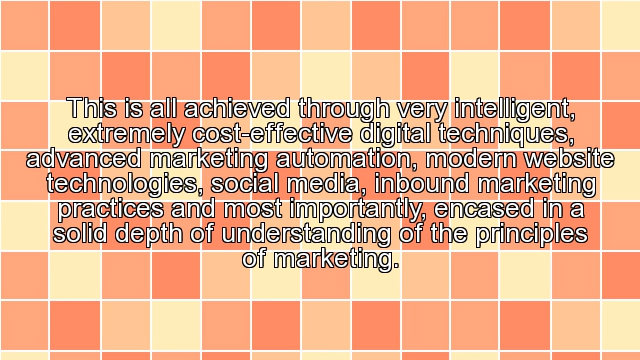 This is all achieved through very intelligent,
extremely cost-effective digital techniques,
advanced marketing automation, modern website
technologies, social media, inbound marketing
practices and most importantly, encased in a
solid depth of understanding of the principles
of marketing.